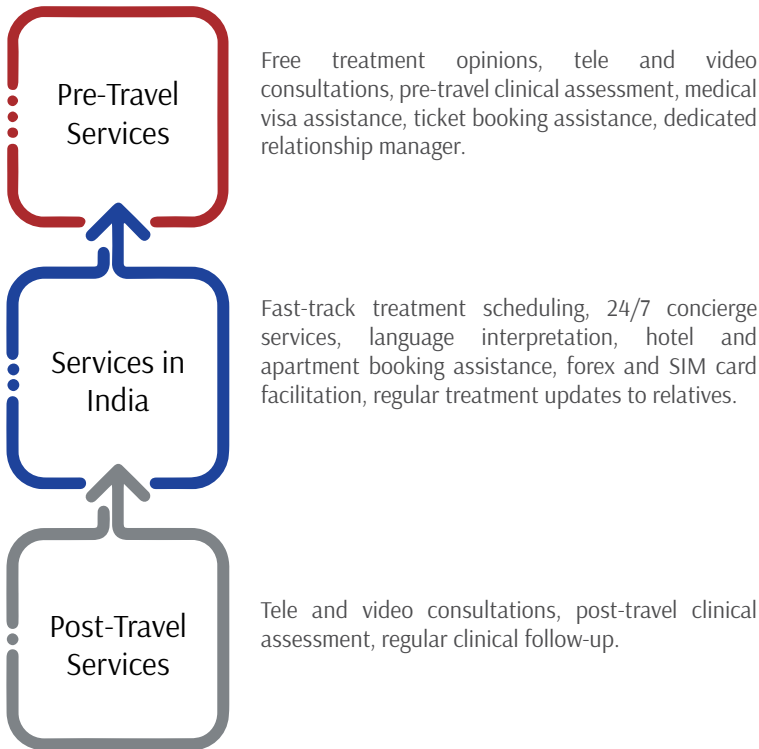 Pre-Travel
Services
Free treatment opinions, tele and video
consultations, pre-travel clinical assessment, medical
visa assistance, ticket booking assistance, dedicated
relationship manager.
Services in
India
Fast-track treatment scheduling, 24/7 concierge
services, language interpretation, hotel and
apartment booking assistance, forex and SIM card
facilitation, regular treatment updates to relatives.
Post-Travel
Services
Tele and video consultations, post-travel clinical
assessment, regular clinical follow-up.